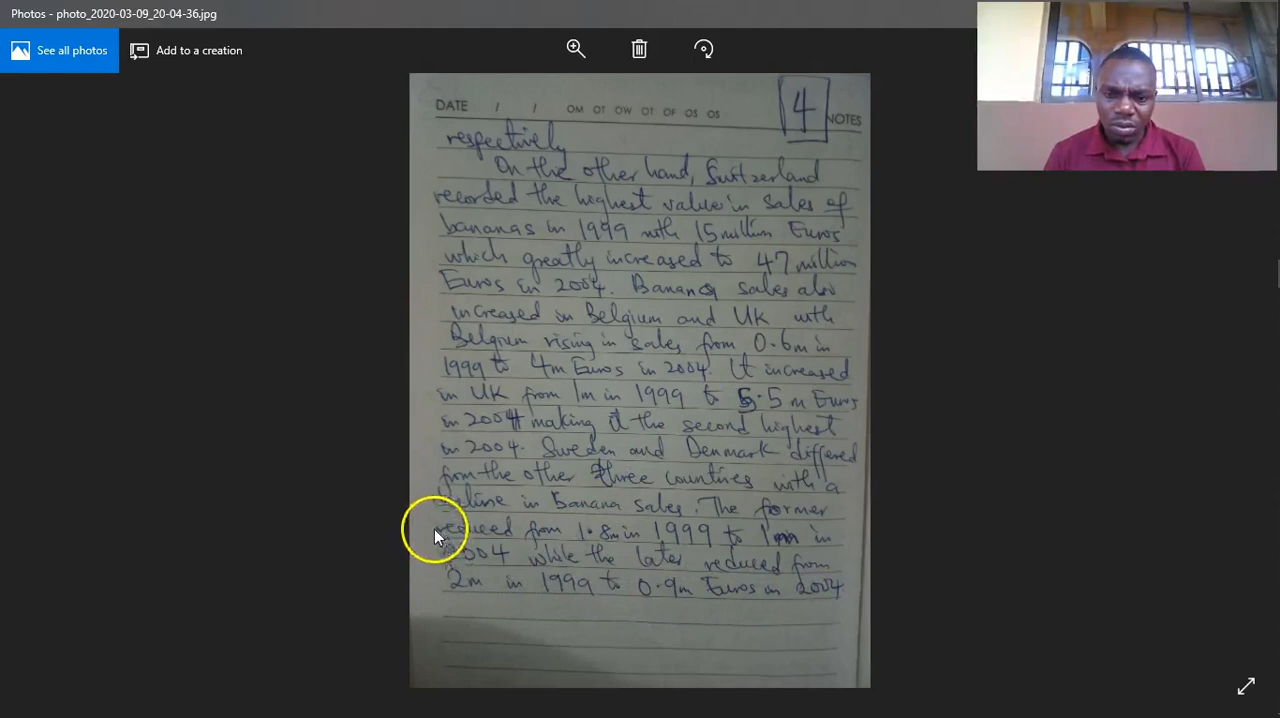 Photos - photo_2020-03-09_20-04-36.jpg
See all photos
Add to a creation
DATE / / OM OT OW OT OF OS OS
4
NOTES
respectively
On the other hand, Switzerland
recorded the highest value in sales of
bananas in 1999 with 15 million Euros
which greatly increased to 47 million
Euros in 2004. Banana sales also
increased in Belgium and UK with
Belgium rising in sales from 0.6m in
1999 to 4m Euros in 2004. It increased
in UK from 1m in 1999 to 5.5 m Euros
in 2004 making it the second highest
in 2004. Sweden and Denmark differed
from the other three countries with a
decline in banana sales. The former
reduced from 1.8m in 1999 to 1m in
2004 while the later reduced from
2m in 1999 to 0.9m Euros in 2004